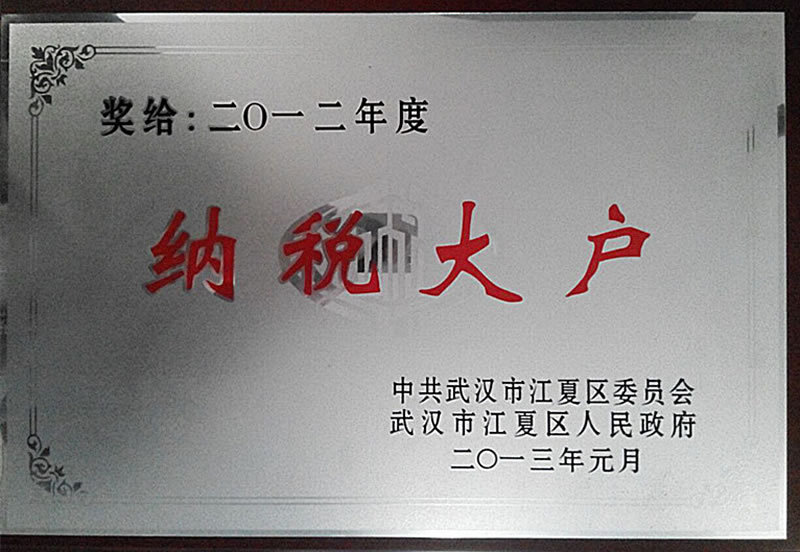 奖给:二〇一二年度
纳税大户
中共武汉市江夏区委员会
武汉市江夏区人民政府
二〇一三年元月